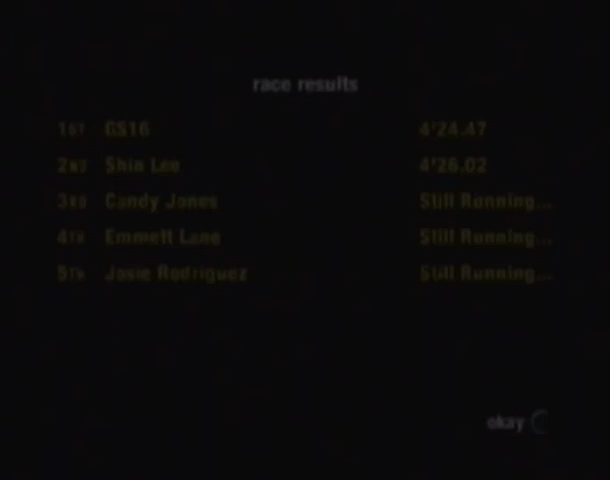 race results
1ST GS16 4'24.47
2ND Shin Lee 4'26.02
3RD Candy Jones Still Running...
4TH Emmett Lane Still Running...
5TH Josie Rodriguez Still Running...
okay